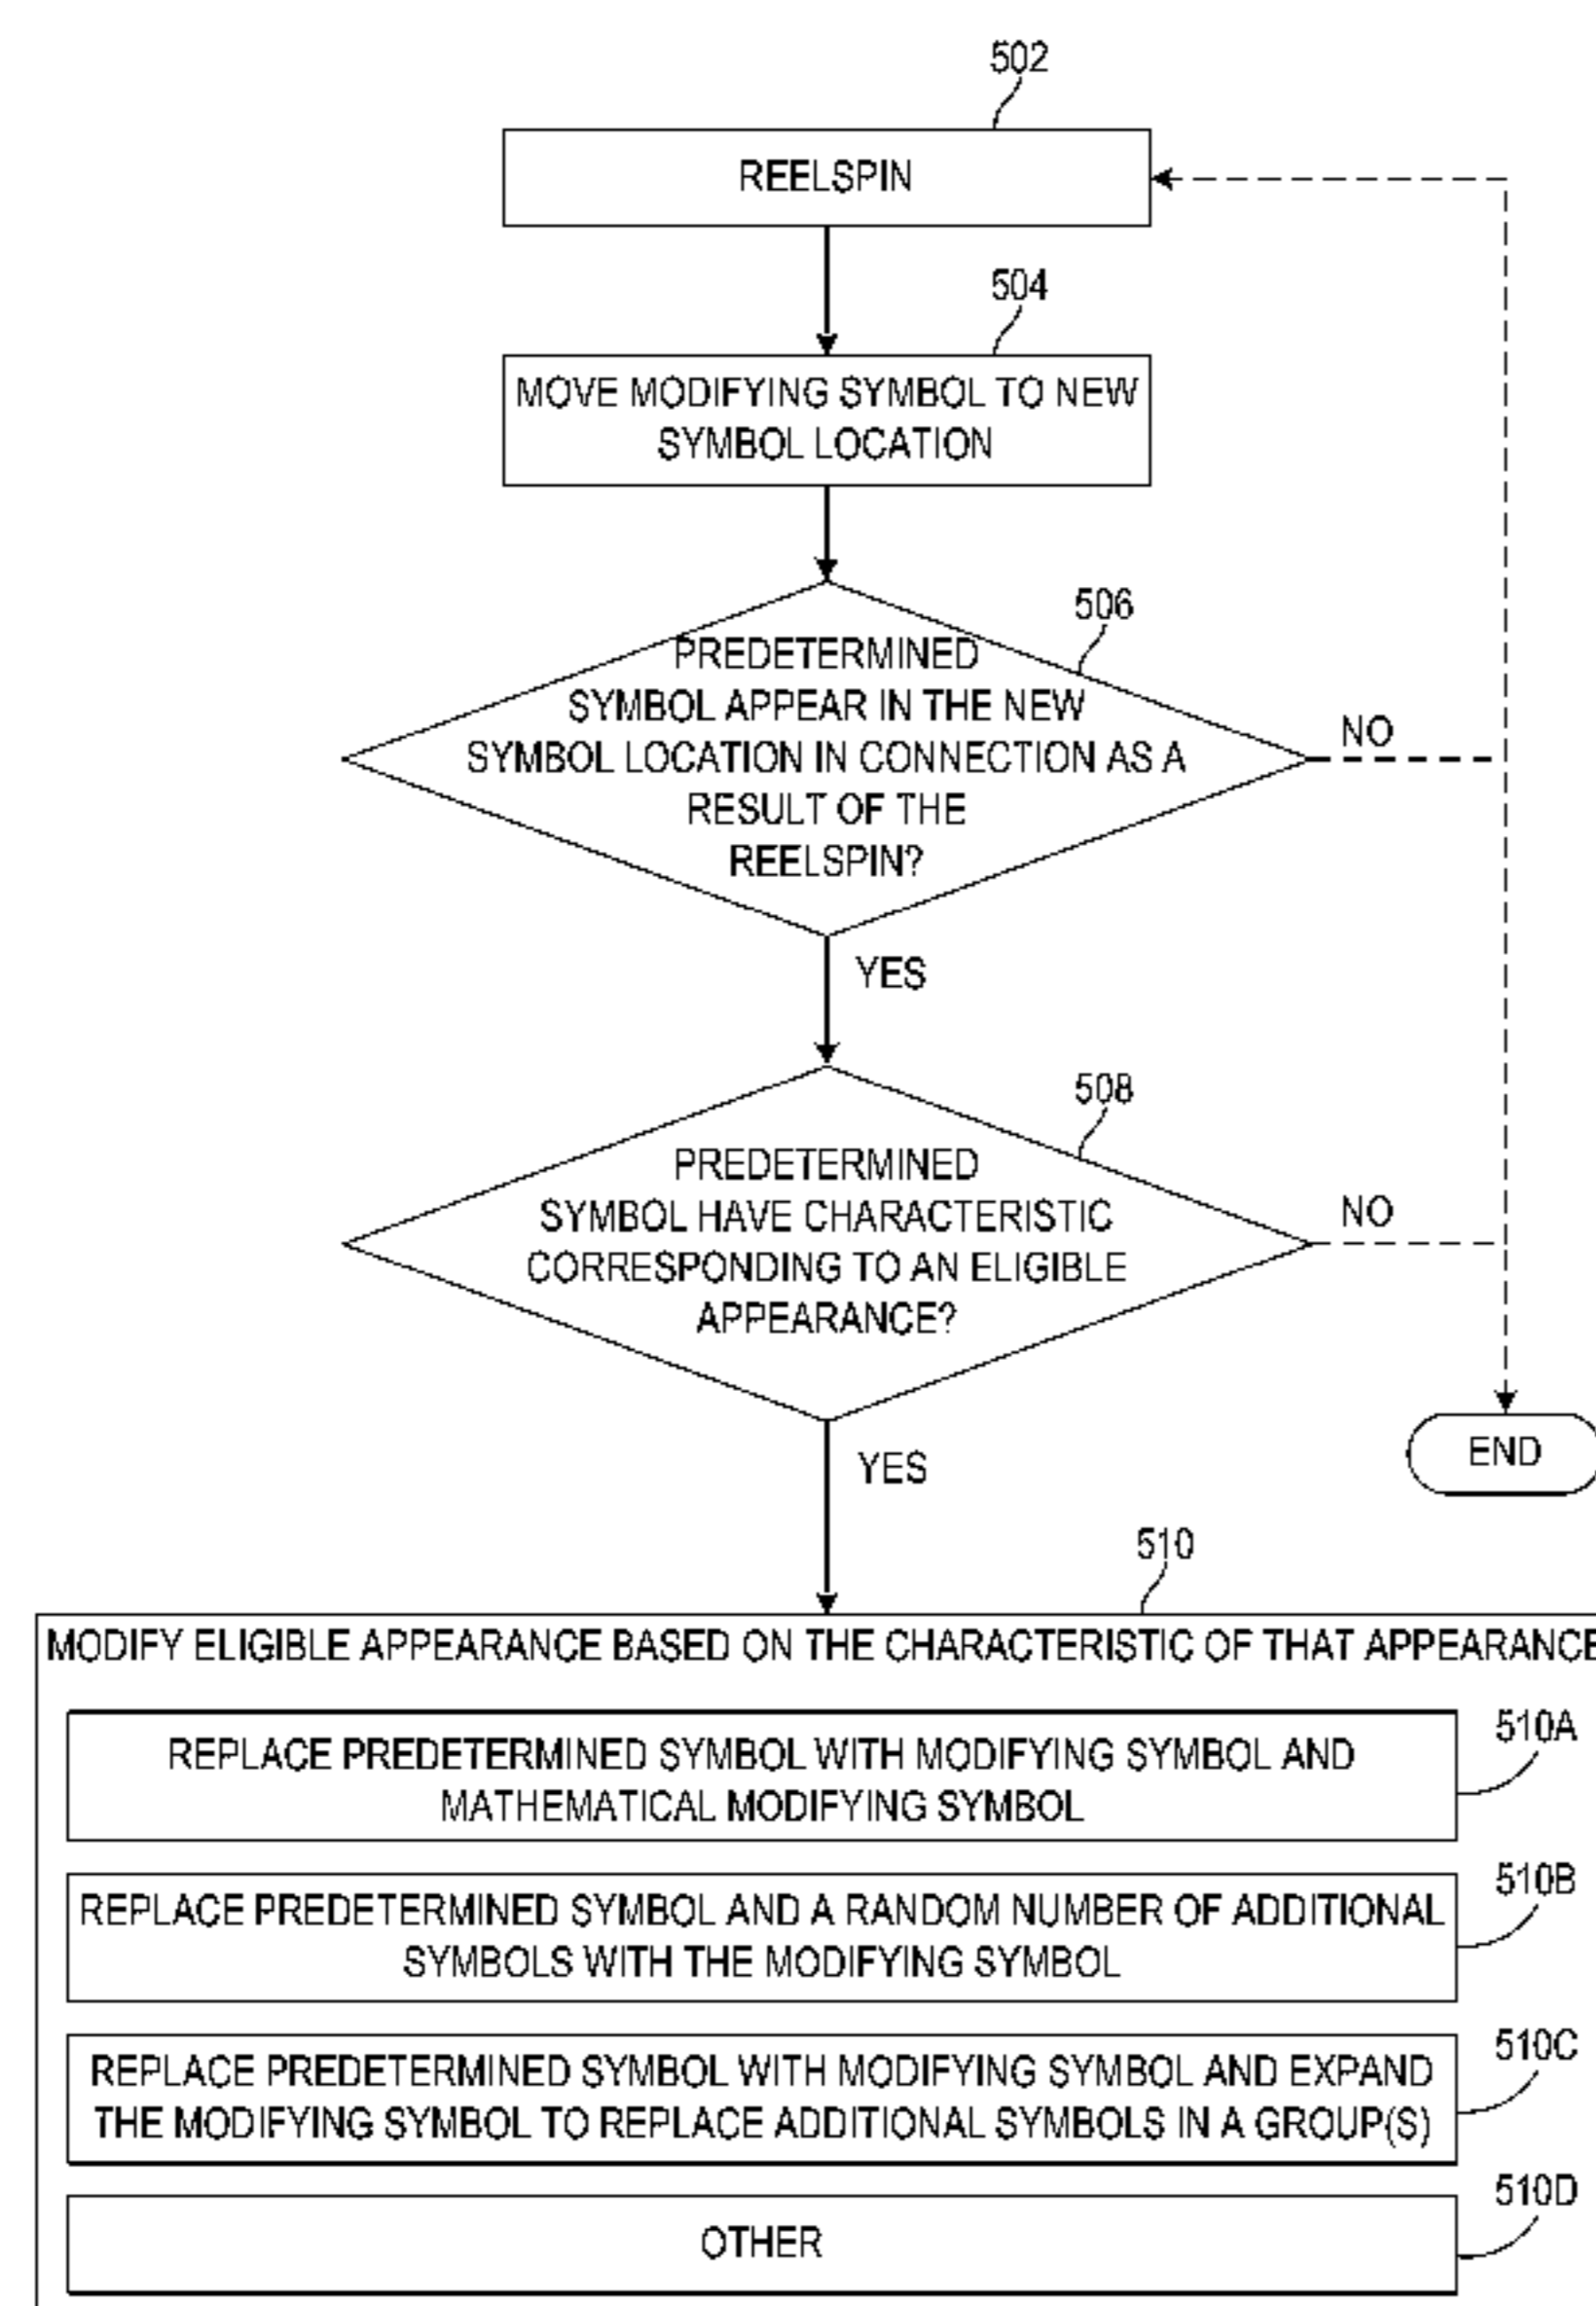 502
REELSPIN
504
MOVE MODIFYING SYMBOL TO NEW
SYMBOL LOCATION
506
PREDETERMINED
SYMBOL APPEAR IN THE NEW
SYMBOL LOCATION IN CONNECTION AS A
RESULT OF THE
REELSPIN?
NO
YES
508
PREDETERMINED
SYMBOL HAVE CHARACTERISTIC
CORRESPONDING TO AN ELIGIBLE
APPEARANCE?
NO
YES
END
510
MODIFY ELIGIBLE APPEARANCE BASED ON THE CHARACTERISTIC OF THAT APPEARANCE
510A
REPLACE PREDETERMINED SYMBOL WITH MODIFYING SYMBOL AND
MATHEMATICAL MODIFYING SYMBOL
510B
REPLACE PREDETERMINED SYMBOL AND A RANDOM NUMBER OF ADDITIONAL
SYMBOLS WITH THE MODIFYING SYMBOL
510C
REPLACE PREDETERMINED SYMBOL WITH MODIFYING SYMBOL AND EXPAND
THE MODIFYING SYMBOL TO REPLACE ADDITIONAL SYMBOLS IN A GROUP(S)
510D
OTHER